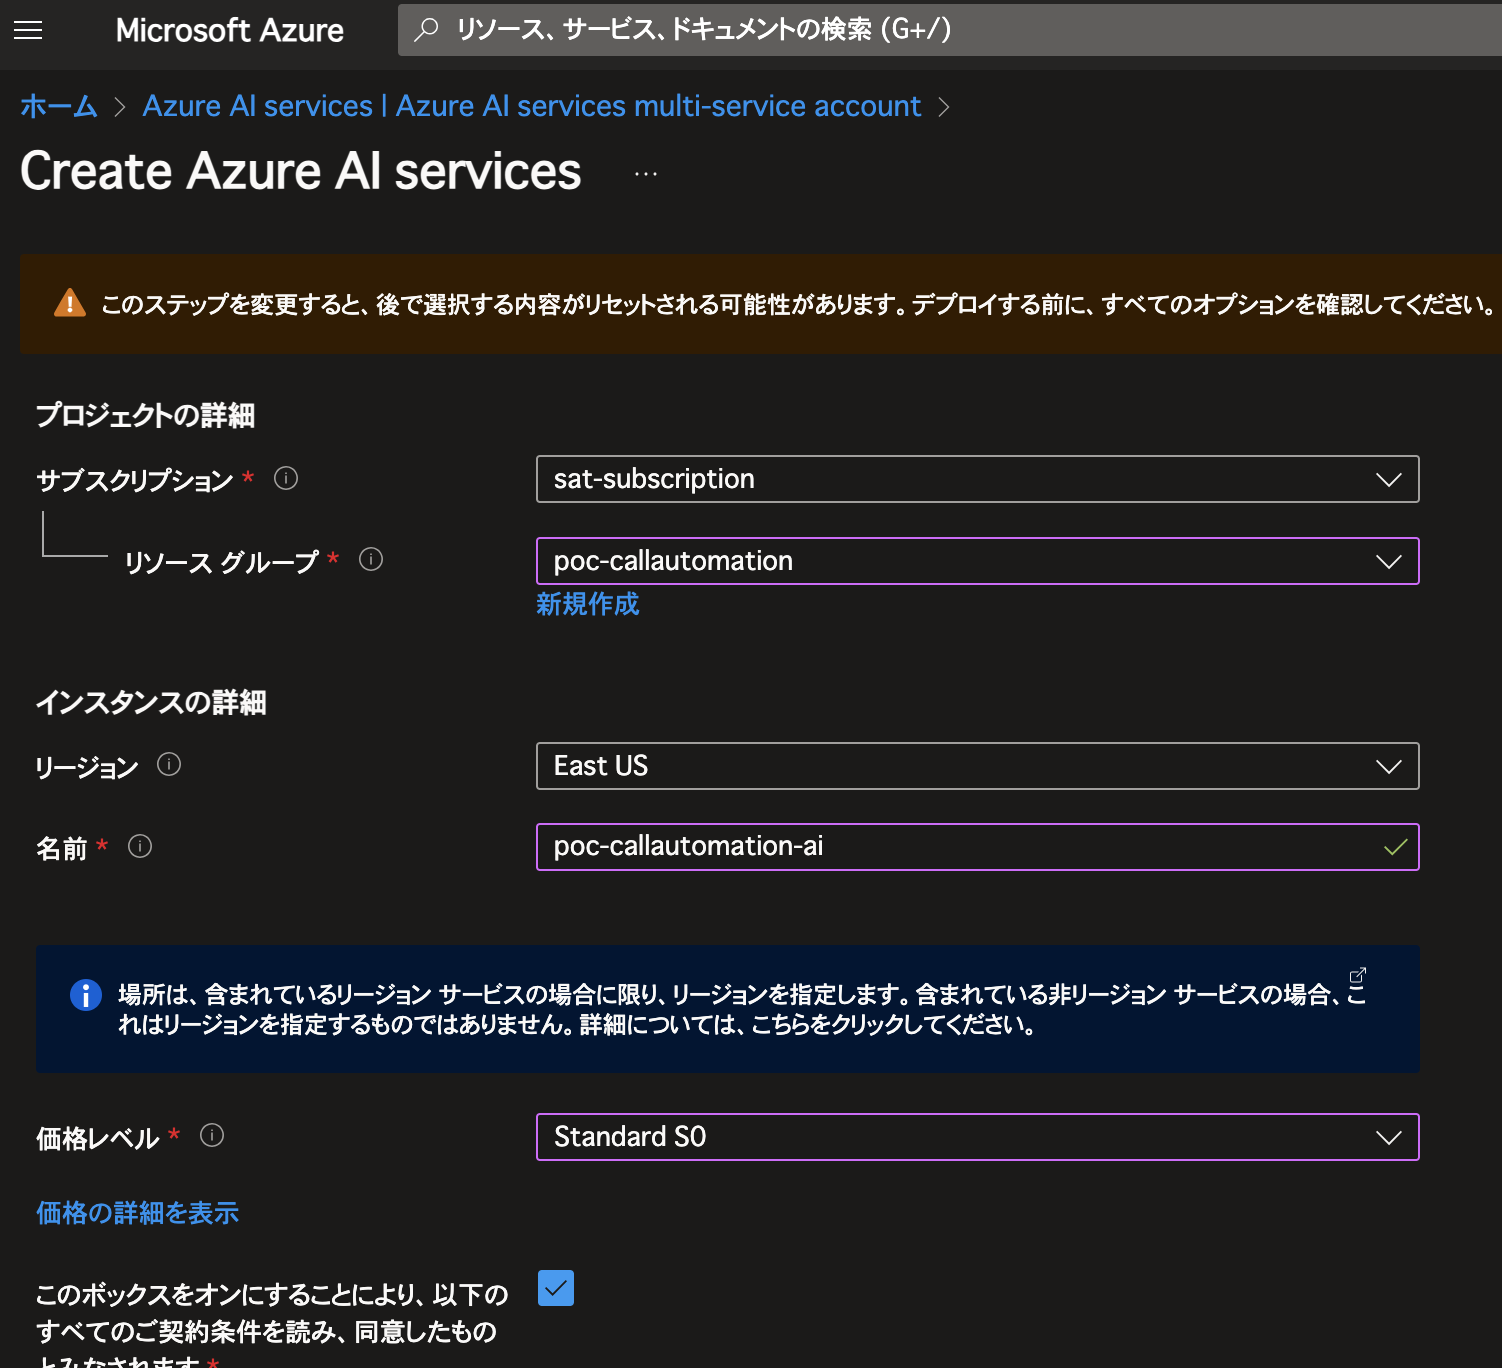 Microsoft Azure
リソース、サービス、ドキュメントの検索 (G+/)
ホーム > Azure AI services | Azure AI services multi-service account >
Create Azure AI services ...
このステップを変更すると、後で選択する内容がリセットされる可能性があります。デプロイする前に、すべてのオプションを確認してください。
プロジェクトの詳細
サブスクリプション *
sat-subscription
リソース グループ *
poc-callautomation
新規作成
インスタンスの詳細
リージョン
East US
名前 *
poc-callautomation-ai
場所は、含まれているリージョン サービスの場合に限り、リージョンを指定します。含まれている非リージョン サービスの場合、こ
れはリージョンを指定するものではありません。詳細については、こちらをクリックしてください。
価格レベル *
Standard S0
価格の詳細を表示
このボックスをオンにすることにより、以下の
すべてのご契約条件を読み、同意したもの
とみなされます *